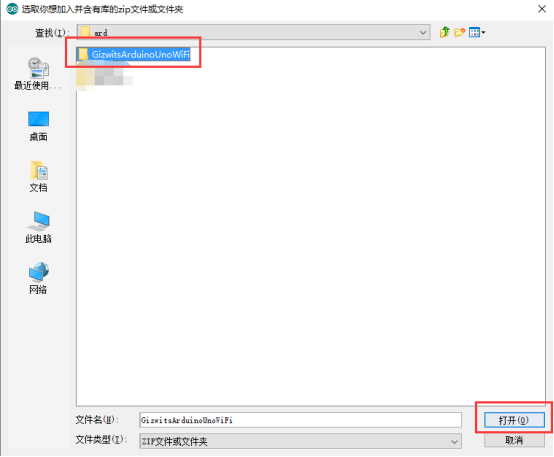 选取你想加入并含有库的zip文件或文件夹
查找(I):
ard
GizwitsArduinoUnoWiFi
最近使用...
桌面
文档
此电脑
网络
文件名(N):
GizwitsArduinoUnoWiFi
打开(O)
文件类型(T):
ZIP文件或文件夹
取消